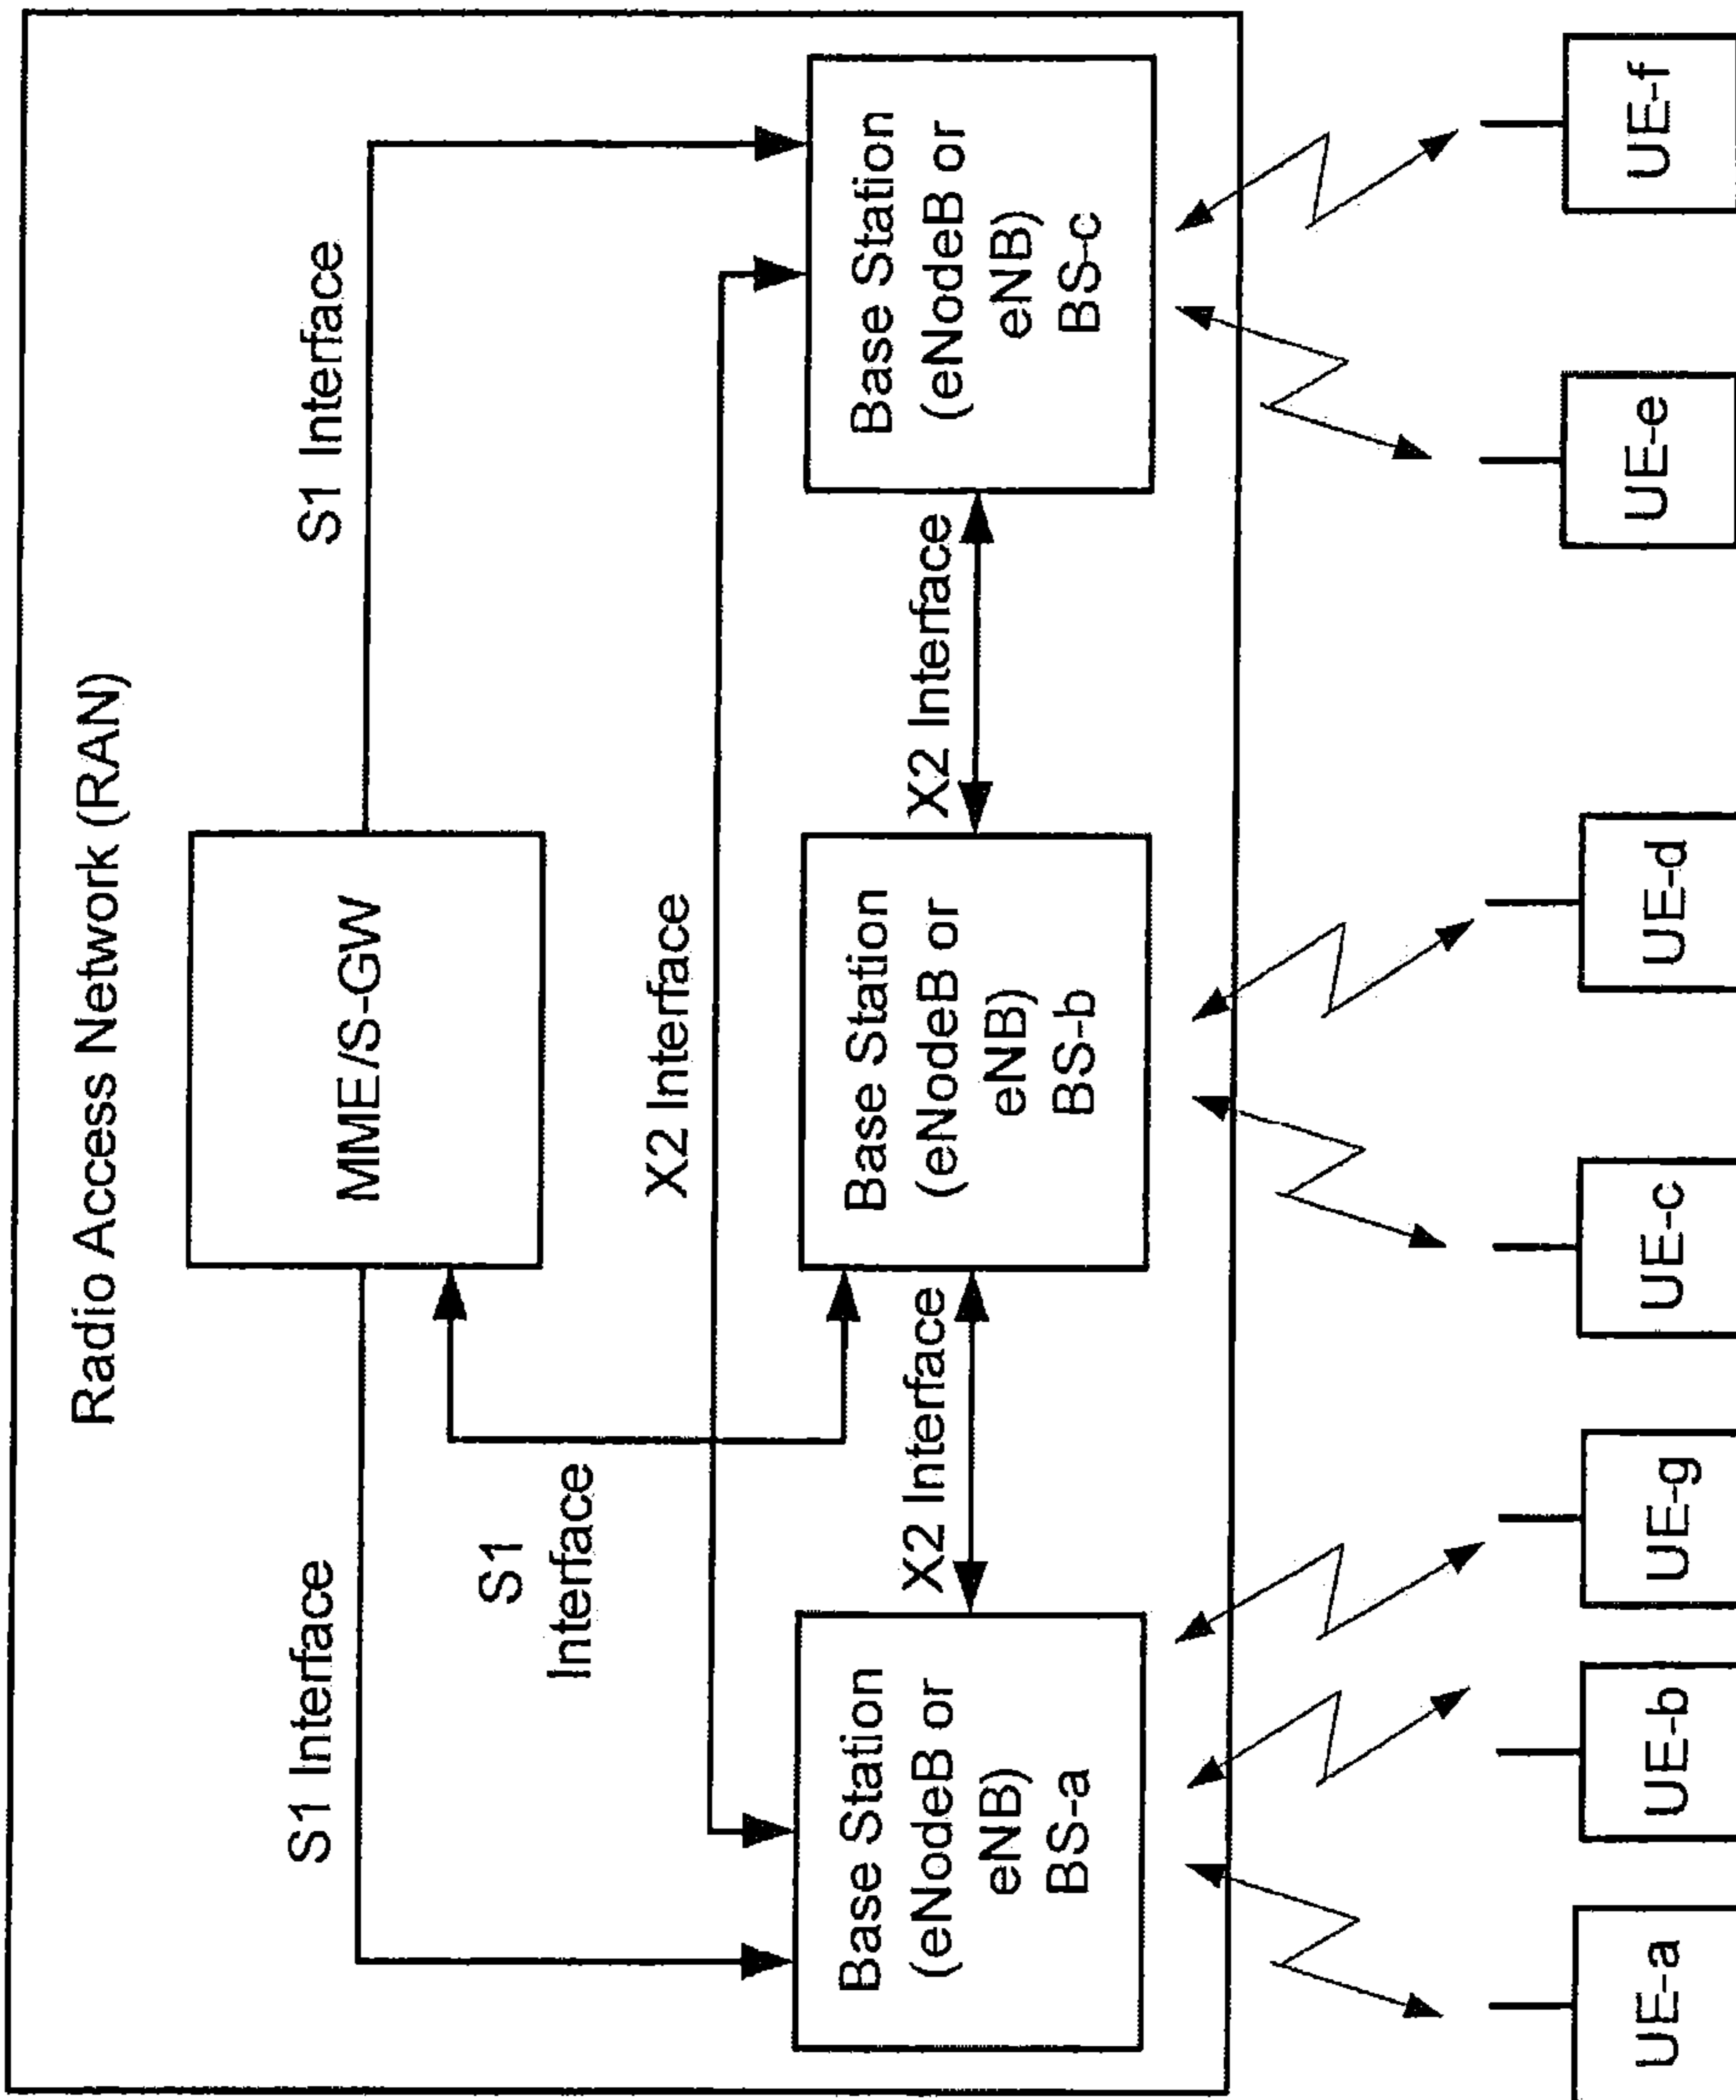 Radio Access Network (RAN)
S1 Interface
MME/S-GW
S1 Interface
S1
Interface
X2 Interface
Base Station
(eNodeB or
eNB)
BS-a
X2 Interface
Base Station
(eNodeB or
eNB)
BS-b
X2 Interface
Base Station
(eNodeB or
eNB)
BS-c
UE-a
UE-b
UE-g
UE-c
UE-d
UE-e
UE-f